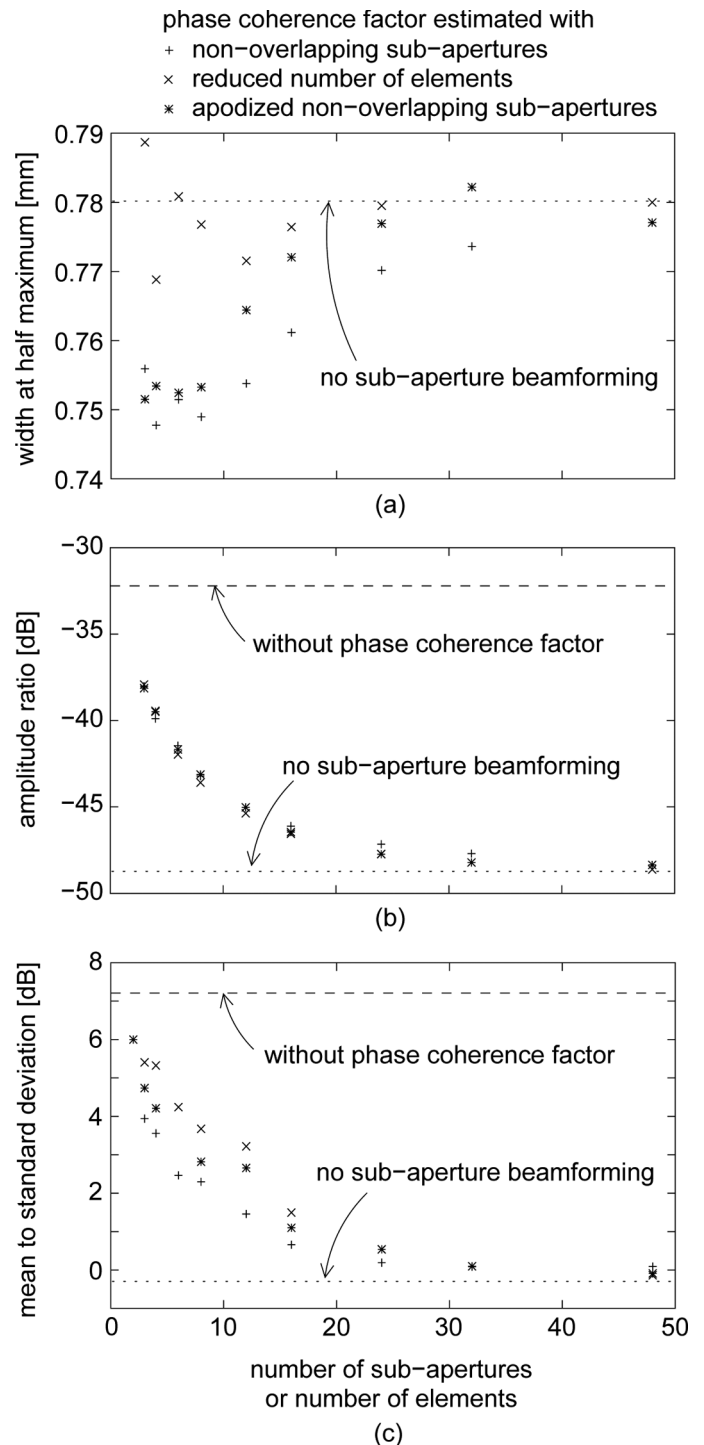 phase coherence factor estimated with
+ non−overlapping sub−apertures
× reduced number of elements
∗ apodized non−overlapping sub−apertures
width at half maximum [mm]
0.79
0.78
0.77
0.76
0.75
0.74
no sub−aperture beamforming
(a)
amplitude ratio [dB]
−30
−35
−40
−45
−50
without phase coherence factor
no sub−aperture beamforming
(b)
mean to standard deviation [dB]
8
6
4
2
0
without phase coherence factor
no sub−aperture beamforming
0 10 20 30 40 50
number of sub−apertures
or number of elements
(c)